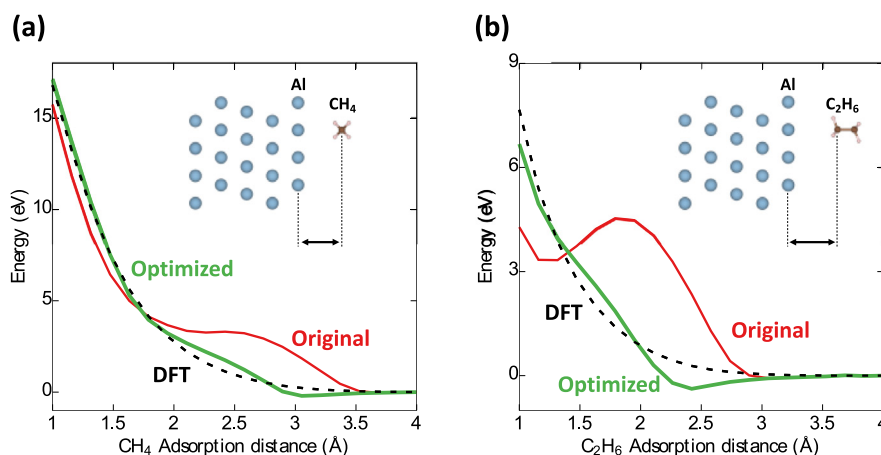 (a)
Energy (eV)
15
10
5
0
1
1.5
2
2.5
3
3.5
4
CH4 Adsorption distance (Å)
Al
CH4
Optimized
Original
DFT
(b)
Energy (eV)
9
6
3
0
1
1.5
2
2.5
3
3.5
4
C2H6 Adsorption distance (Å)
Al
C2H6
Original
DFT
Optimized